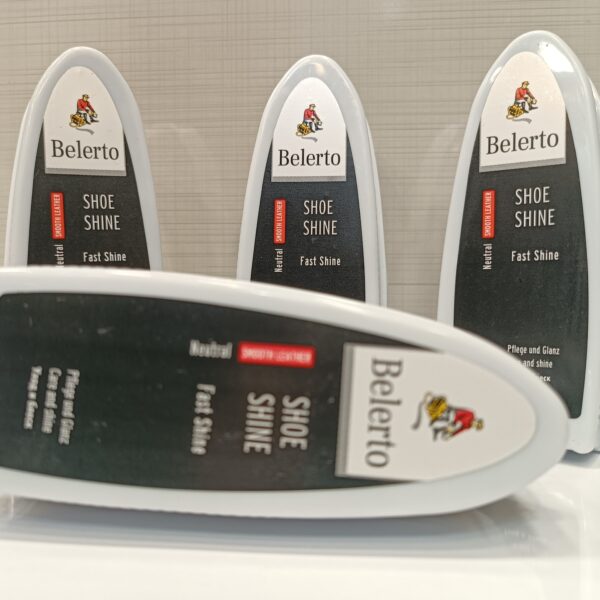 Belerto
SHOE
SHINE
SMOOTH LEATHER
Neutral
Fast Shine
Belerto
SHOE
SHINE
SMOOTH LEATHER
Neutral
Fast Shine
Belerto
SHOE
SHINE
SMOOTH LEATHER
Neutral
Fast Shine
Pflege und Glanz
and shine
Belerto
Neutral SMOOTH LEATHER
SHOE
SHINE
Fast Shine
Pflege und Glanz
Care and shine
Уход и блеск